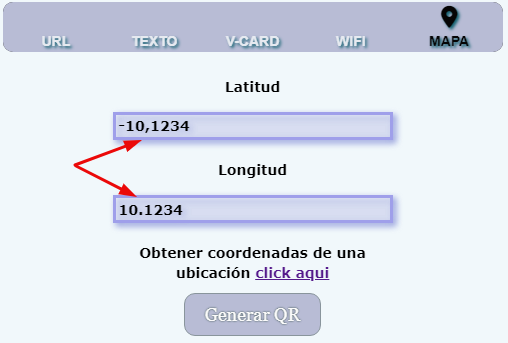 URL TEXTO V-CARD WIFI MAPA
Latitud
-10,1234
Longitud
10.1234
Obtener coordenadas de una
ubicación click aqui
Generar QR